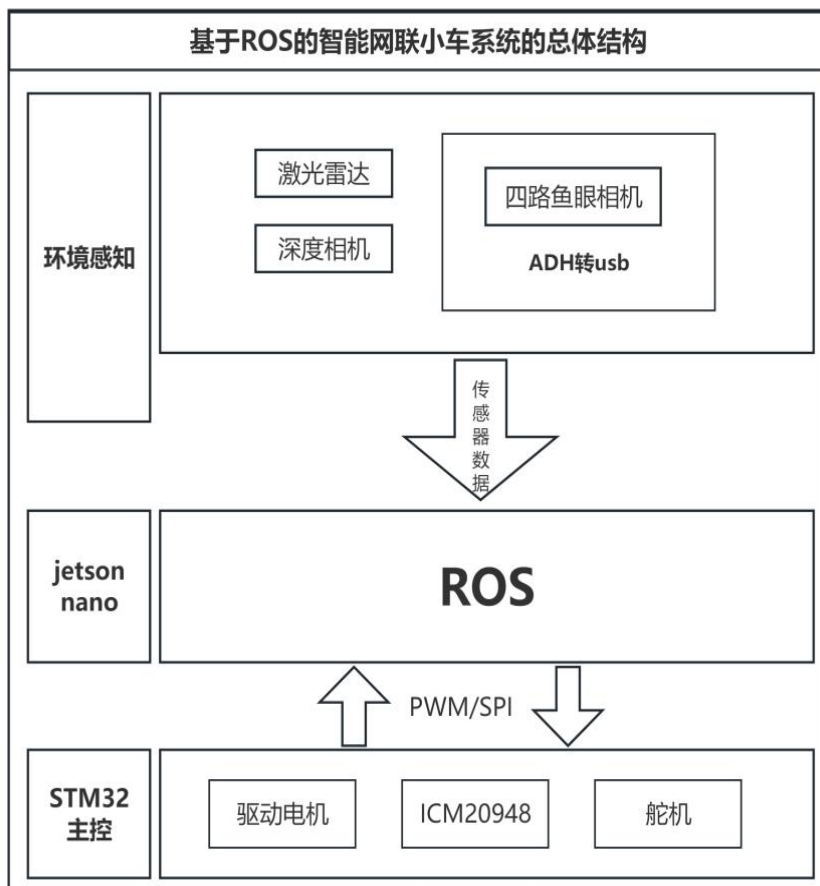 基于ROS的智能网联小车系统的总体结构
环境感知
激光雷达
深度相机
四路鱼眼相机
ADH转usb
传感器数据
jetson
nano
ROS
PWM/SPI
STM32
主控
驱动电机
ICM20948
舵机